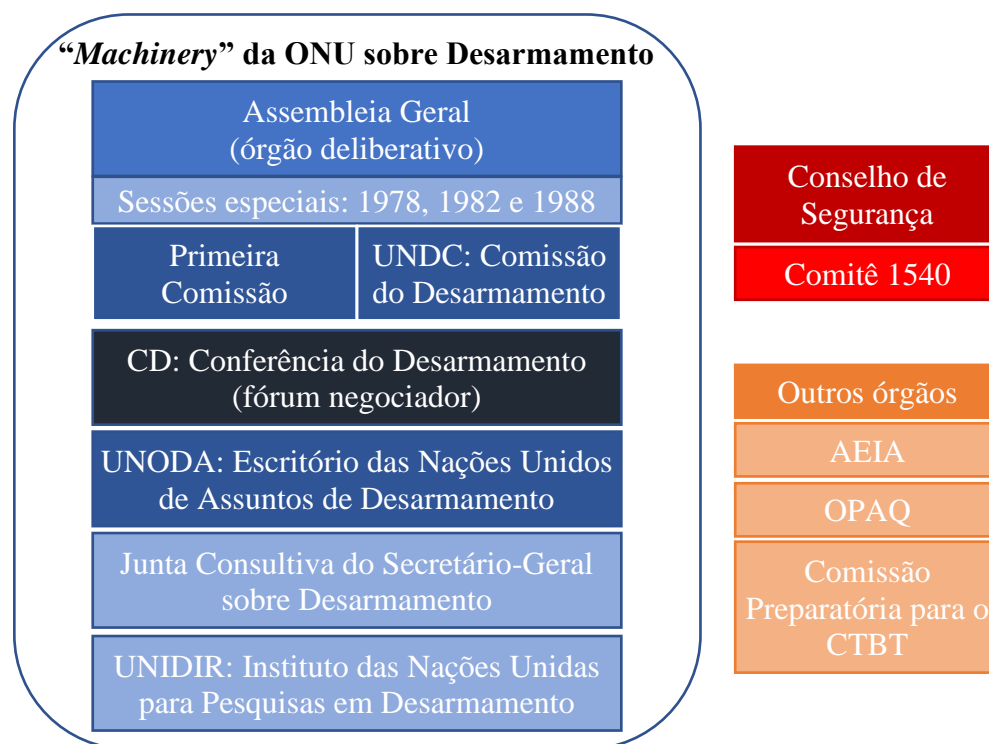 “Machinery” da ONU sobre Desarmamento
Assembleia Geral
(órgão deliberativo)
Sessões especiais: 1978, 1982 e 1988
Primeira
Comissão
UNDC: Comissão
do Desarmamento
CD: Conferência do Desarmamento
(fórum negociador)
UNODA: Escritório das Nações Unidos
de Assuntos de Desarmamento
Junta Consultiva do Secretário-Geral
sobre Desarmamento
UNIDIR: Instituto das Nações Unidas
para Pesquisas em Desarmamento
Conselho de
Segurança
Comitê 1540
Outros órgãos
AEIA
OPAQ
Comissão
Preparatória para o
CTBT